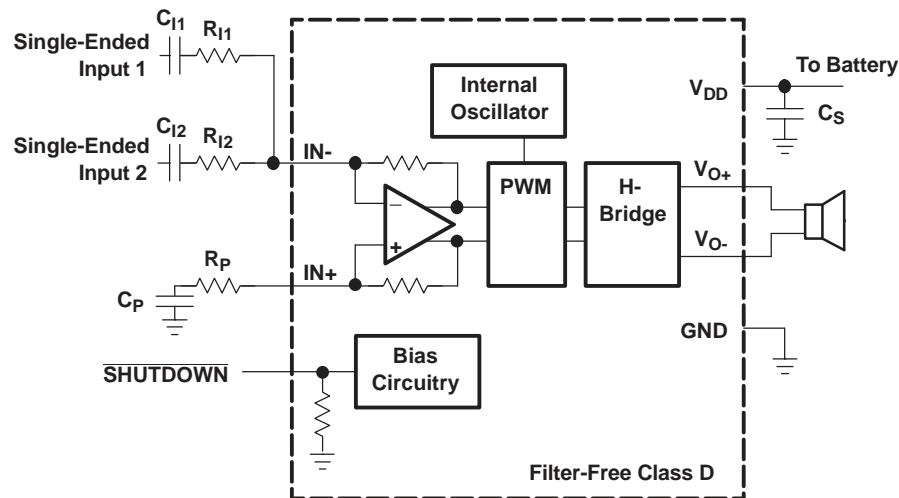 C_I1
R_I1
Single-Ended
Input 1
C_I2
R_I2
Single-Ended
Input 2
IN-
R_P
IN+
C_P
SHUTDOWN
Internal
Oscillator
−
+
PWM
H-
Bridge
Bias
Circuitry
V_DD
To Battery
C_S
V_O+
V_O-
GND
Filter-Free Class D